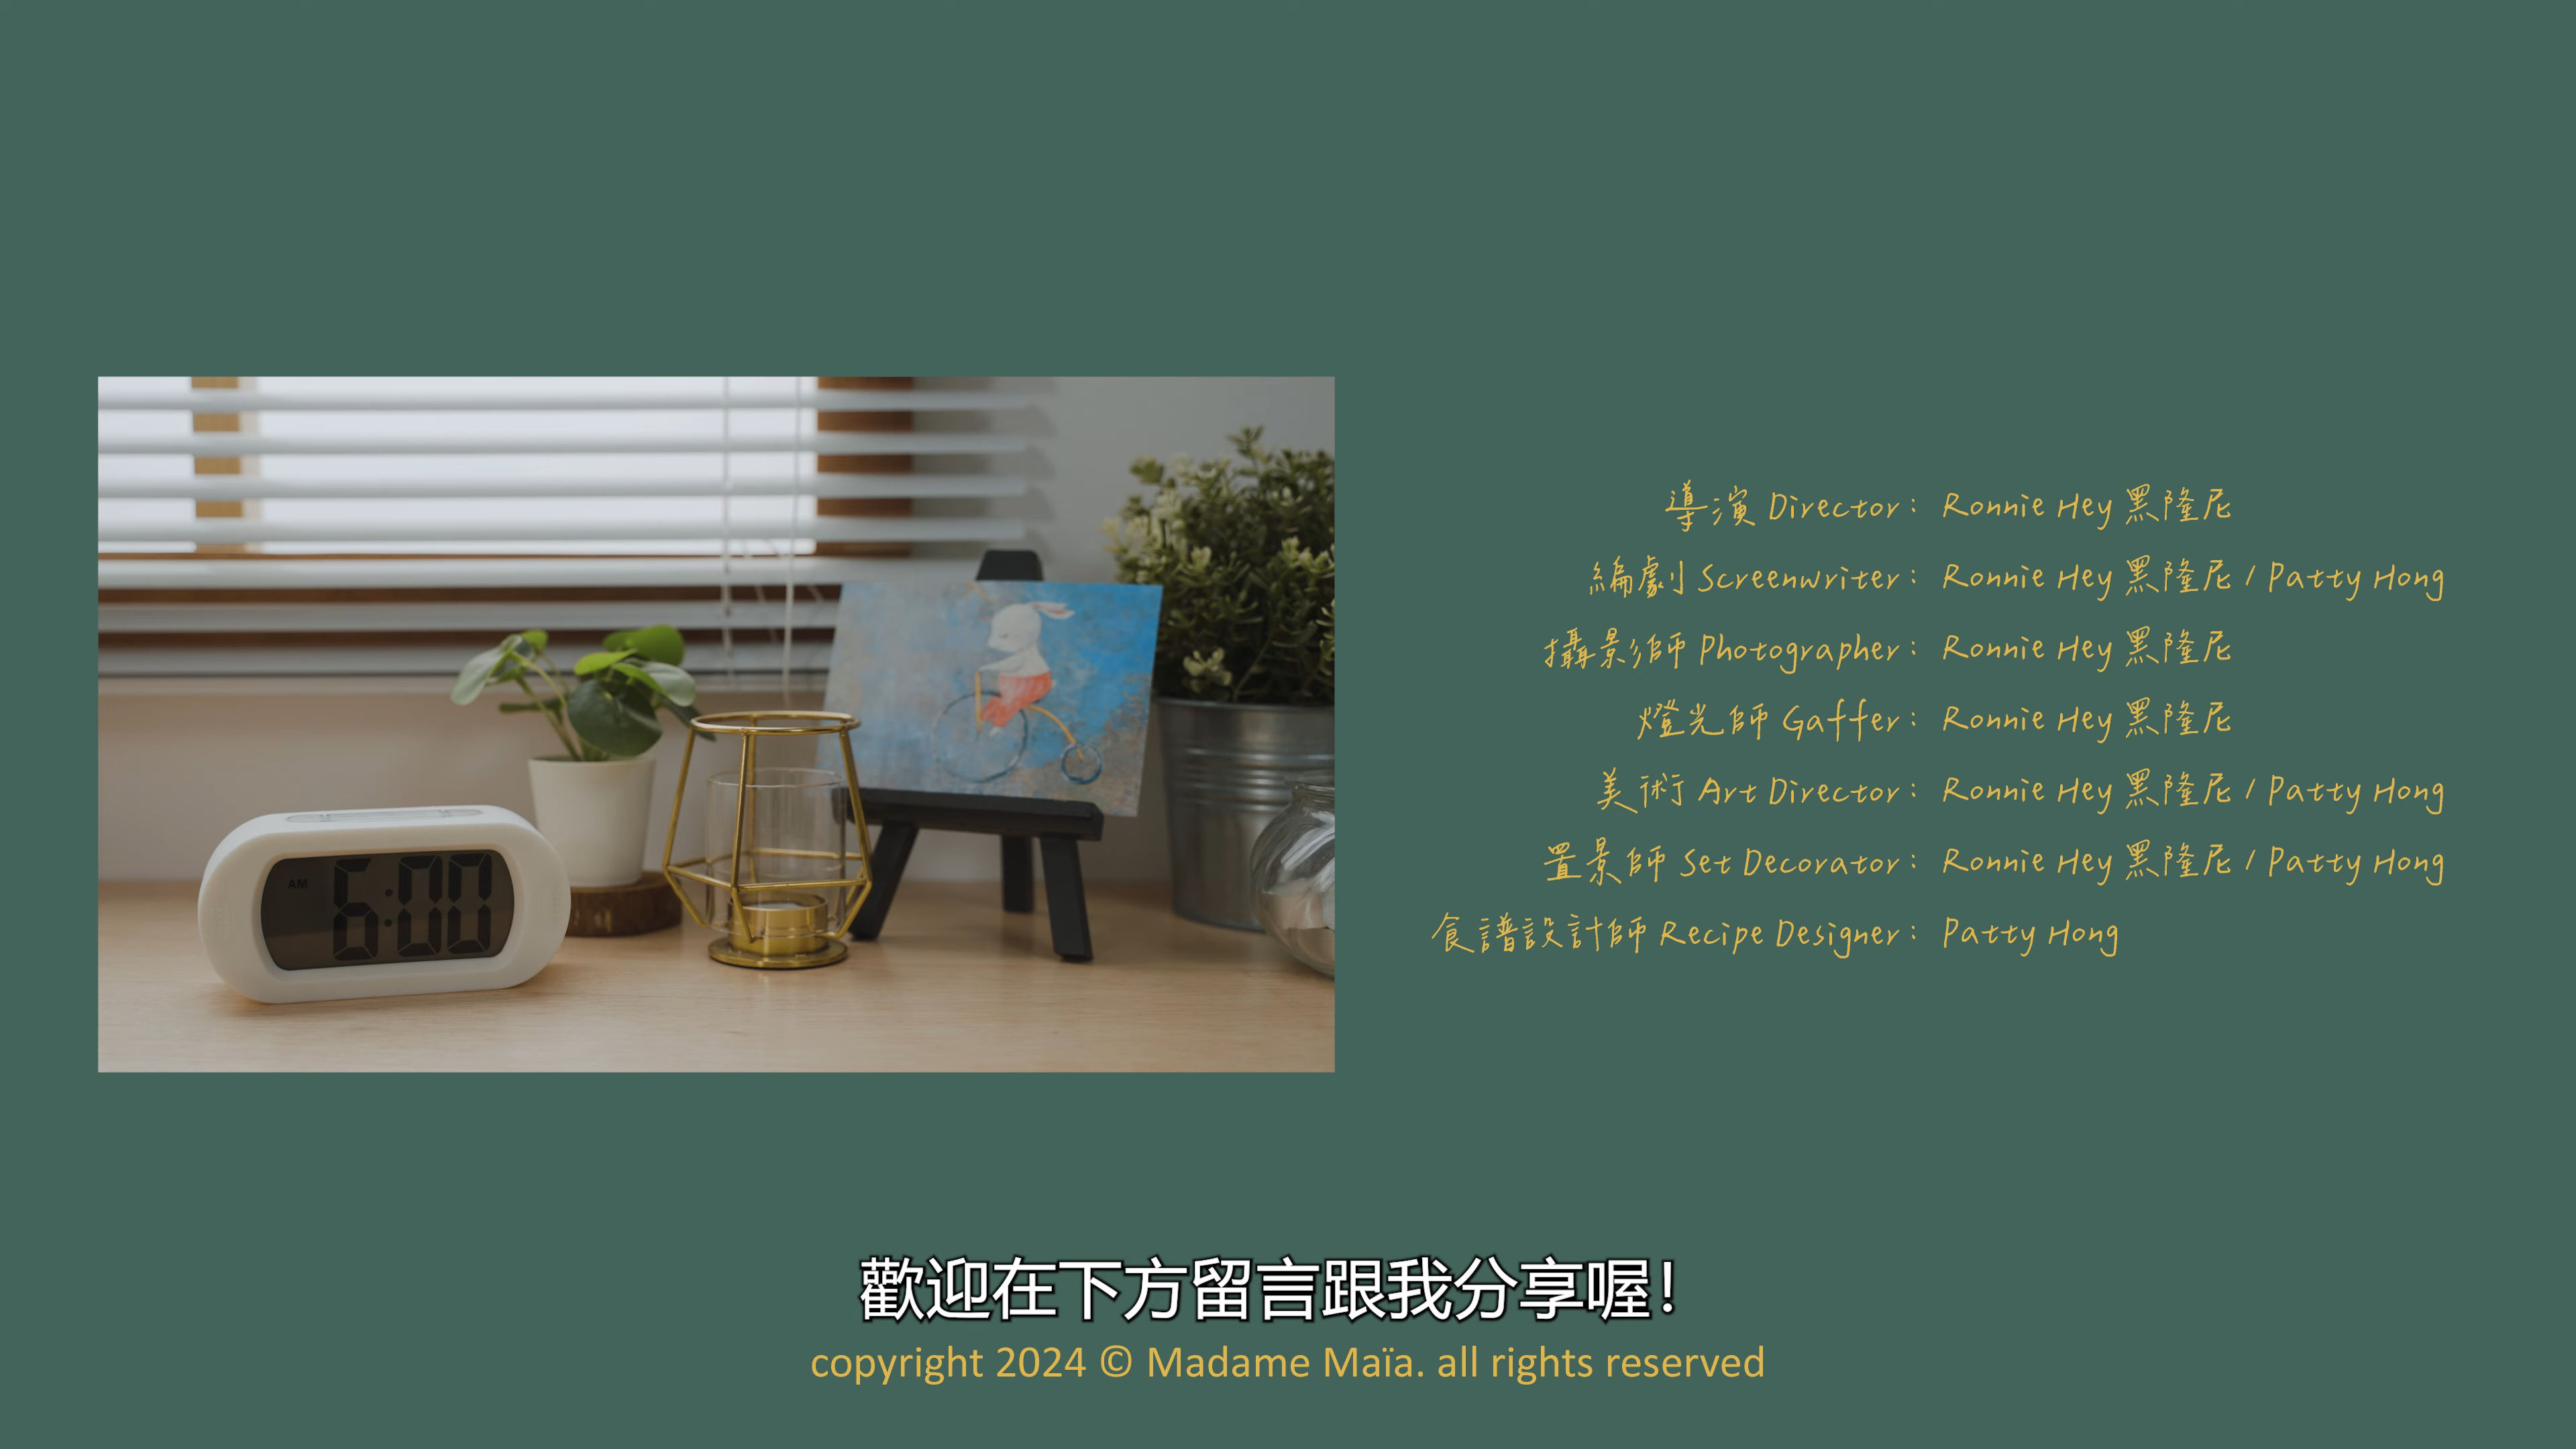 導演 Director： Ronnie Hey 黑隆尼
編劇 Screenwriter： Ronnie Hey 黑隆尼 / Patty Hong
攝影師 Photographer： Ronnie Hey 黑隆尼
燈光師 Gaffer： Ronnie Hey 黑隆尼
美術 Art Director： Ronnie Hey 黑隆尼 / Patty Hong
置景師 Set Decorator： Ronnie Hey 黑隆尼 / Patty Hong
食譜設計師 Recipe Designer： Patty Hong
AM 6:00
歡迎在下方留言跟我分享喔！
copyright 2024 © Madame Maïa. all rights reserved